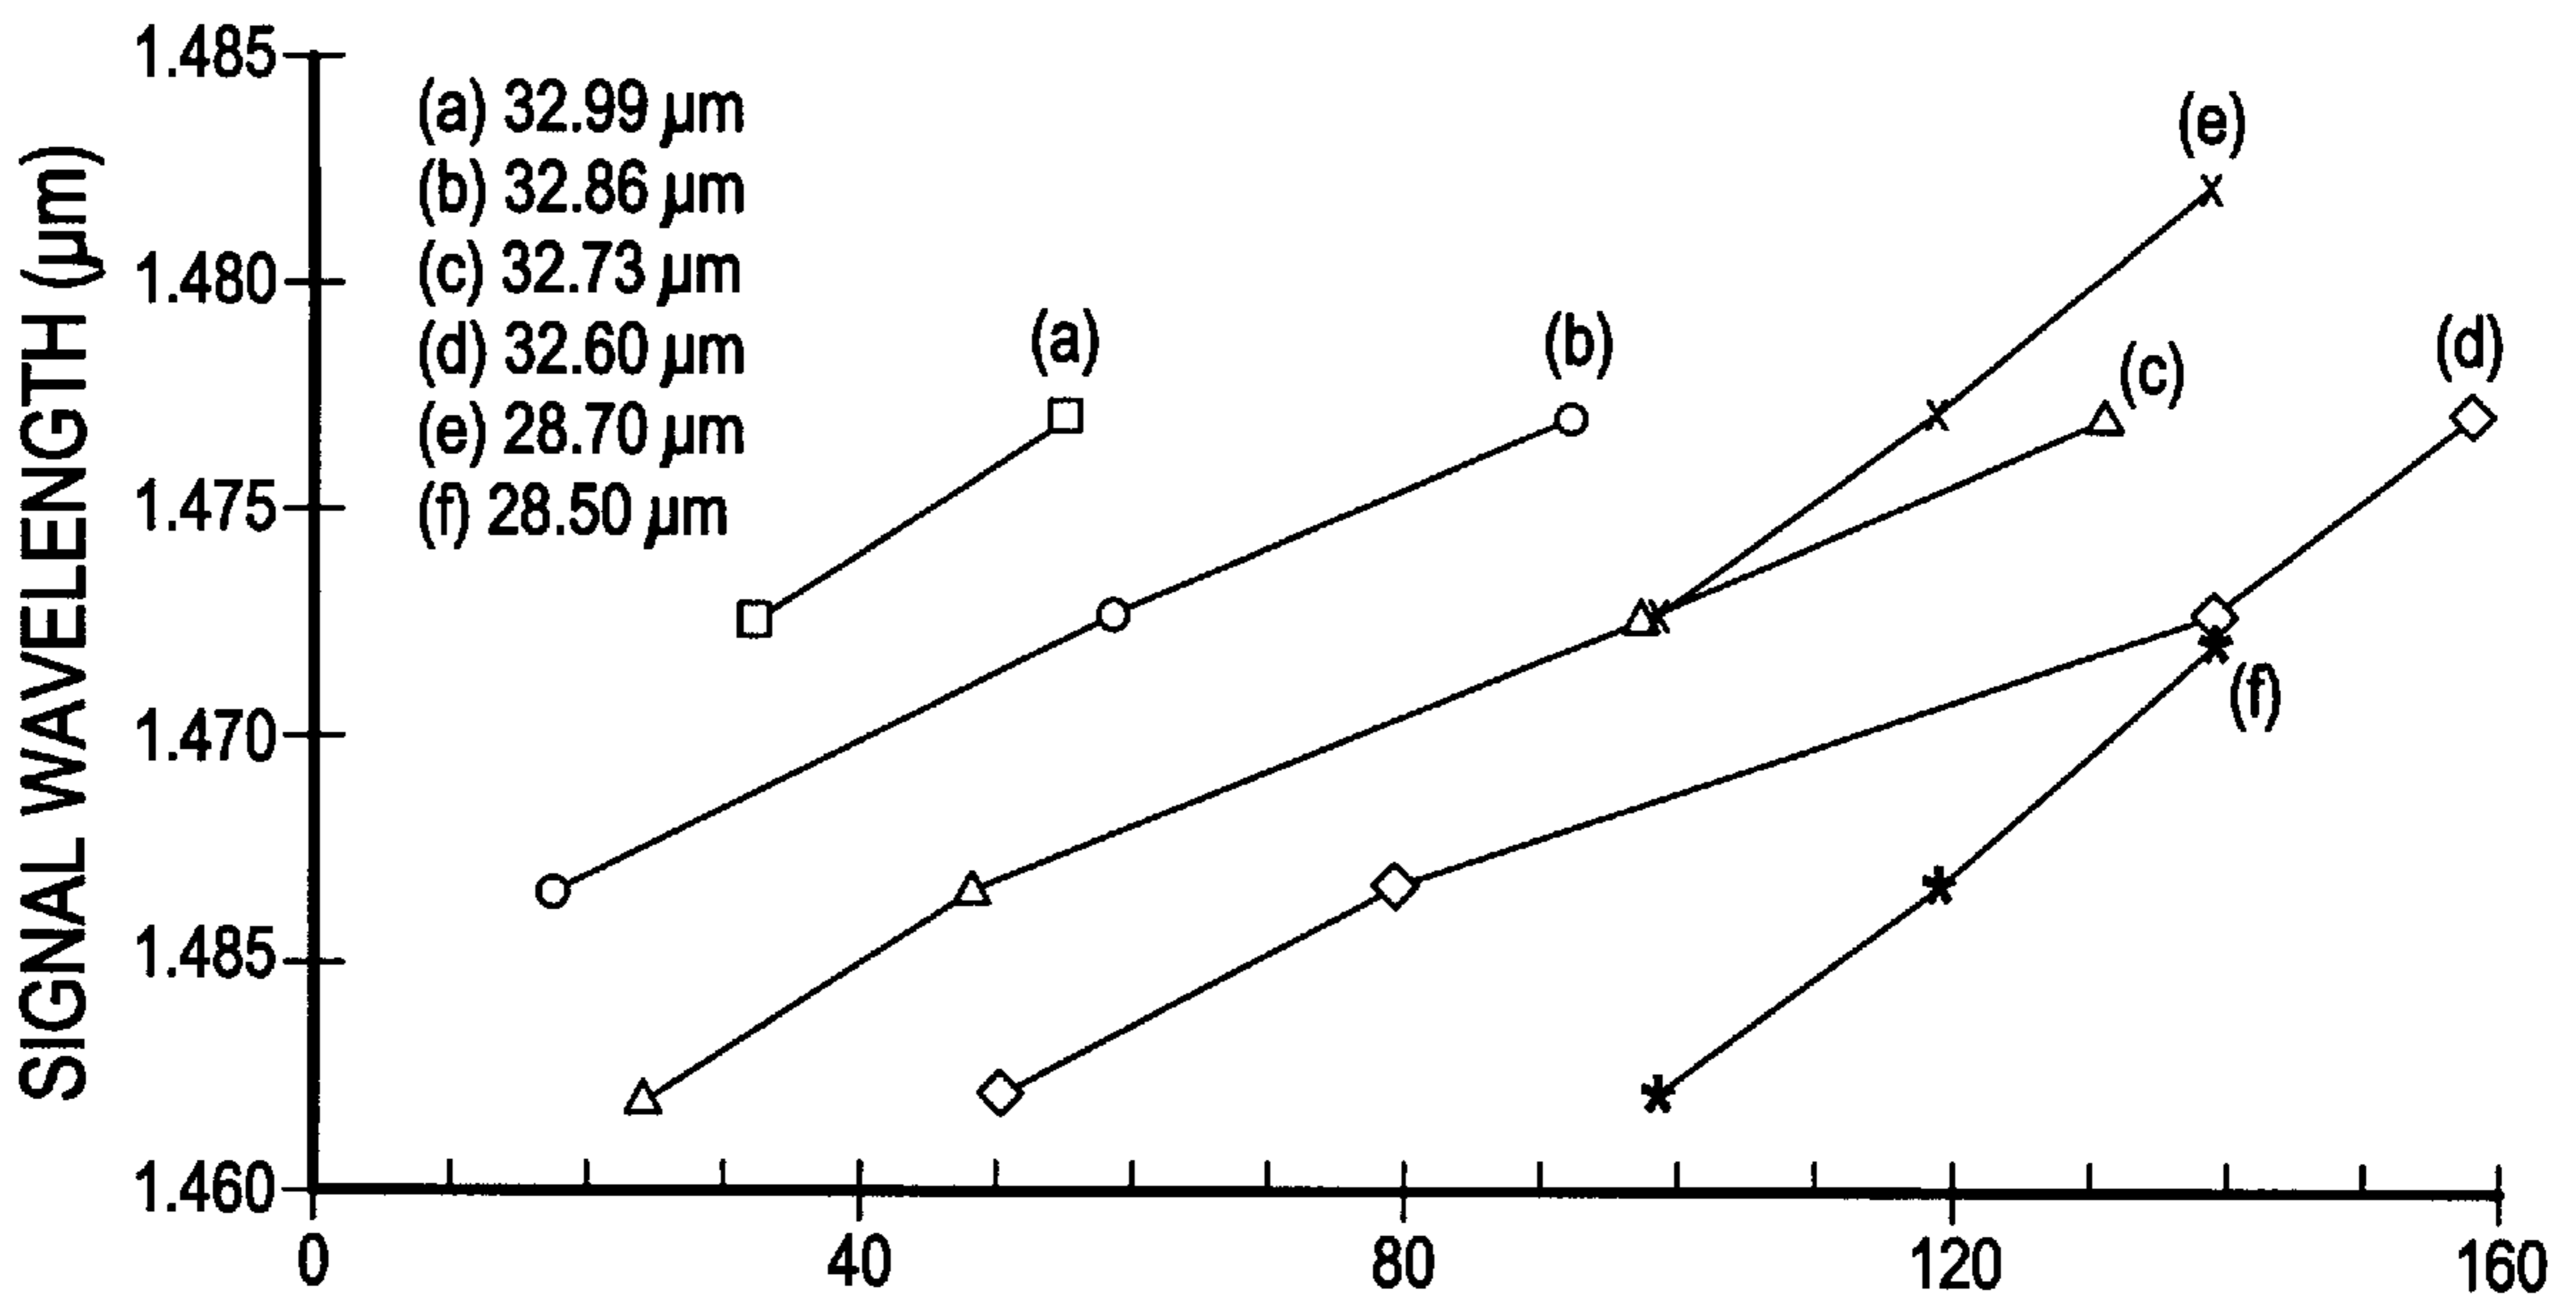 SIGNAL WAVELENGTH (µm)
1.485
1.480
1.475
1.470
1.485
1.460
(a) 32.99 µm
(b) 32.86 µm
(c) 32.73 µm
(d) 32.60 µm
(e) 28.70 µm
(f) 28.50 µm
(a)
(b)
(e)
(c)
(d)
(f)
0 40 80 120 160